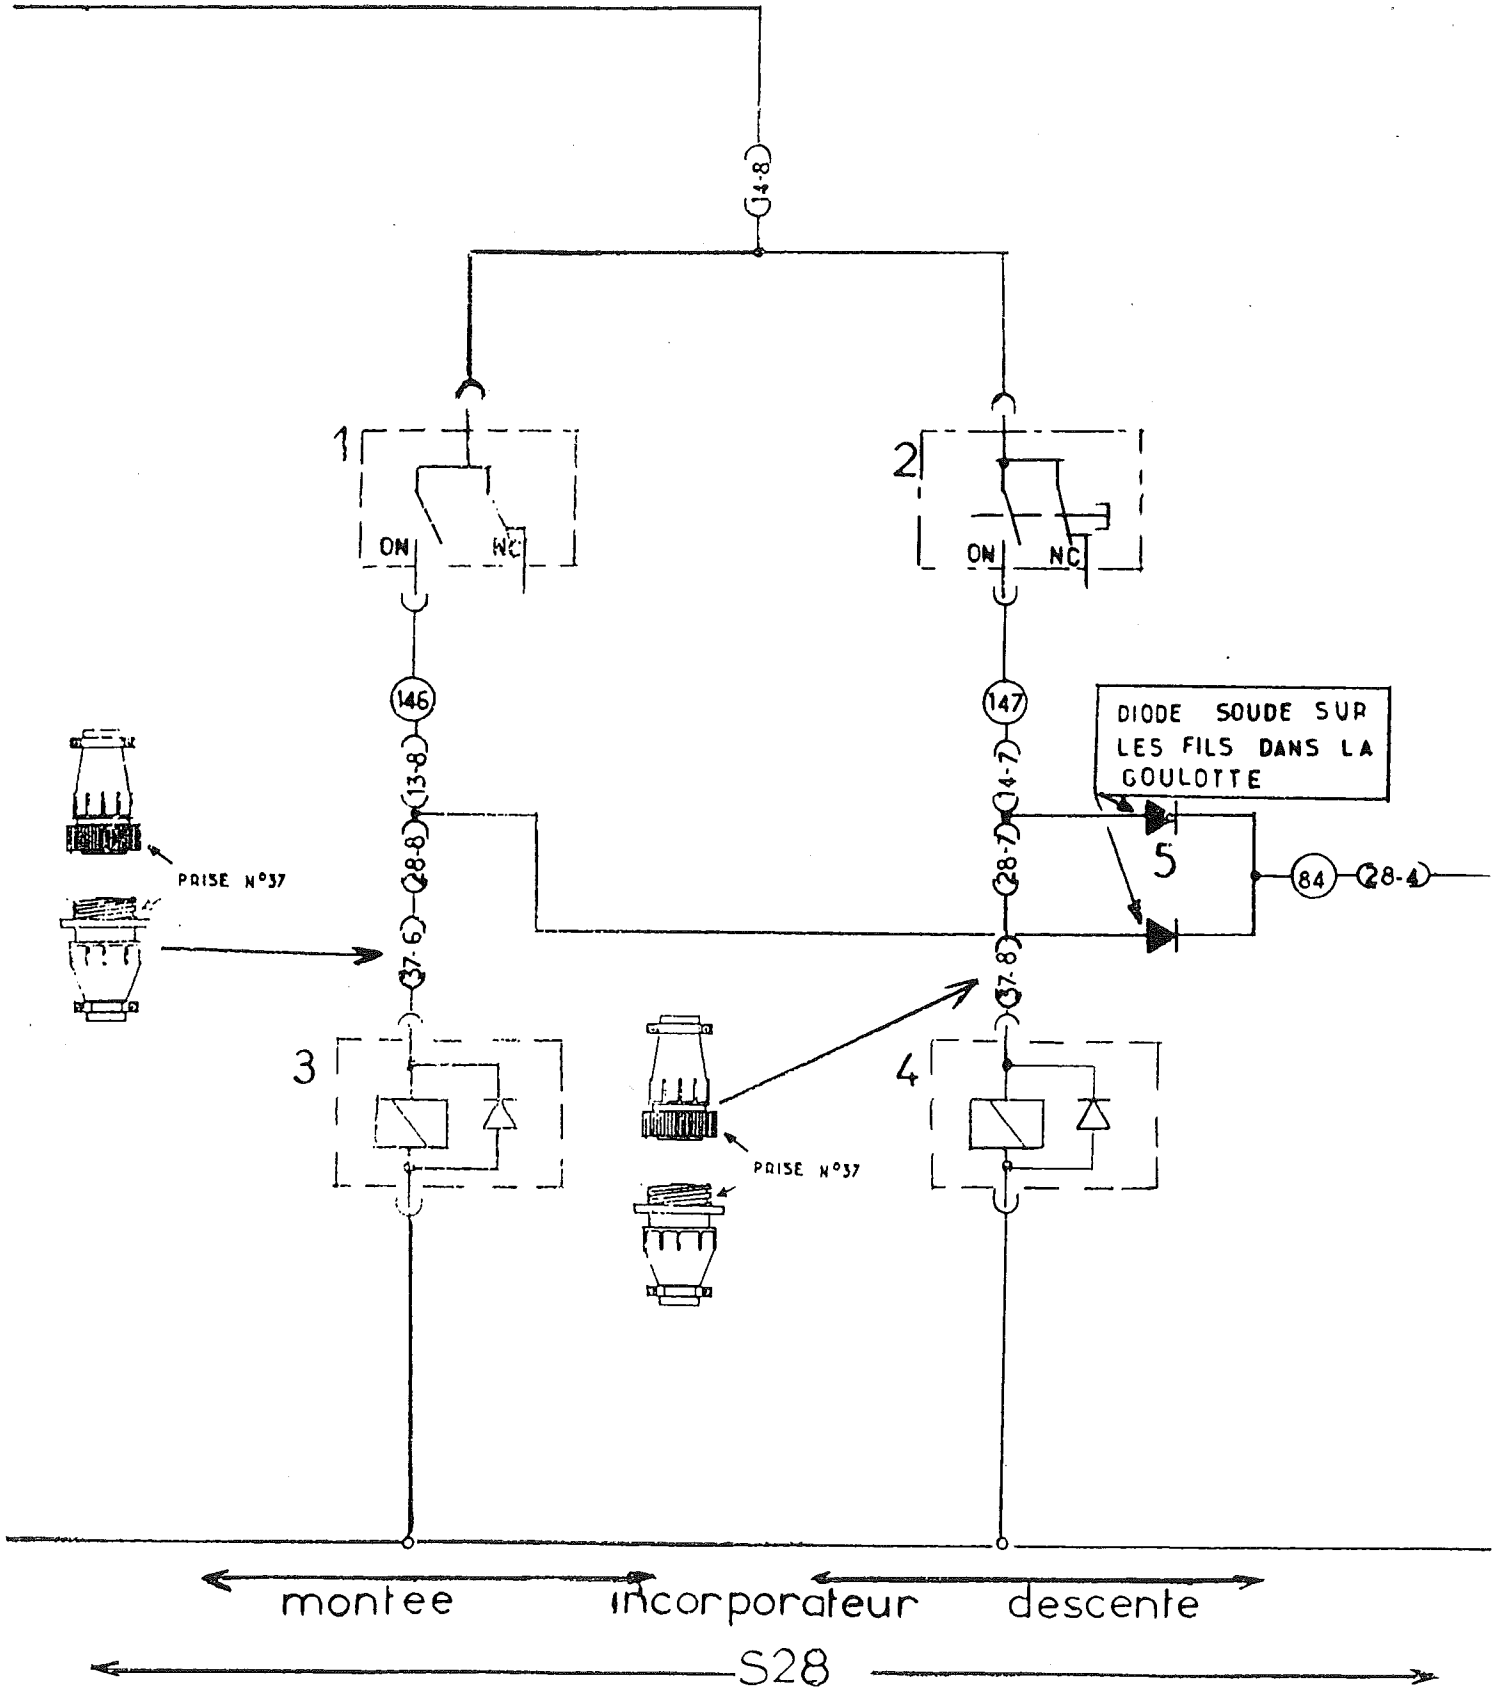 14-8
1
2
ON NC
ON NC
146
147
13-8
14-7
DIODE SOUDE SUR
LES FILS DANS LA
GOULOTTE
28-8
28-7
5
84
28-4
PRISE N°37
37-6
37-8
3
4
PRISE N°37
montee incorporateur descente
S28